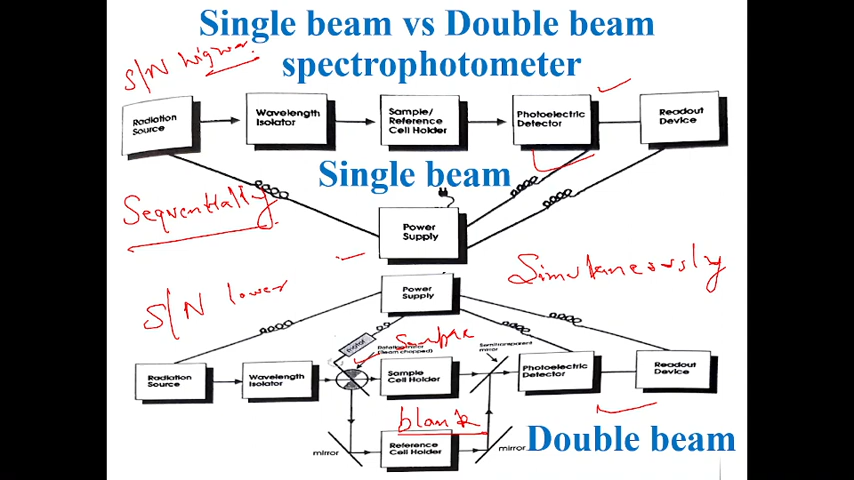 Single beam vs Double beam
spectrophotometer
S/N higher
Radiation
Source
Wavelength
Isolator
Sample/
Reference
Cell Holder
Photoelectric
Detector
Readout
Device
Single beam
Sequentially
Power
Supply
Simultaneously
S/N lower
Power
Supply
motor
Sample
(beam chopped)
Semitransparent
mirror
Radiation
Source
Wavelength
Isolator
Sample
Cell Holder
Photoelectric
Detector
Readout
Device
blank
mirror
Reference
Cell Holder
mirror
Double beam